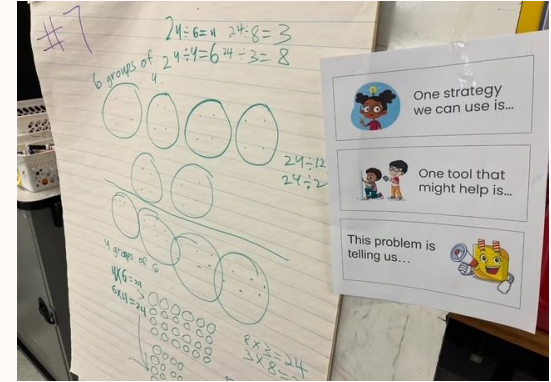 #7
24÷6=4 24÷8=3
24÷4=6 24÷3=8
6 groups of
4
24÷12
24÷2
4 groups of 6
4x6=24
6x4=24
8x3=24
3x8=
One strategy
we can use is...
One tool that
might help is...
This problem is
telling us...